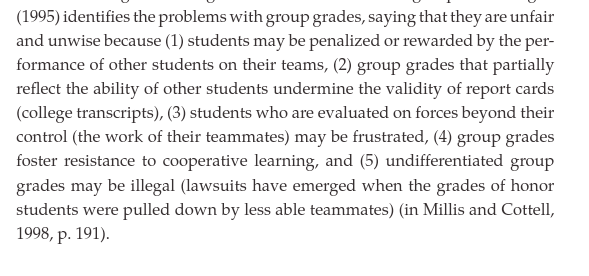 (1995) identifies the problems with group grades, saying that they are unfair
and unwise because (1) students may be penalized or rewarded by the per-
formance of other students on their teams, (2) group grades that partially
reflect the ability of other students undermine the validity of report cards
(college transcripts), (3) students who are evaluated on forces beyond their
control (the work of their teammates) may be frustrated, (4) group grades
foster resistance to cooperative learning, and (5) undifferentiated group
grades may be illegal (lawsuits have emerged when the grades of honor
students were pulled down by less able teammates) (in Millis and Cottell,
1998, p. 191).